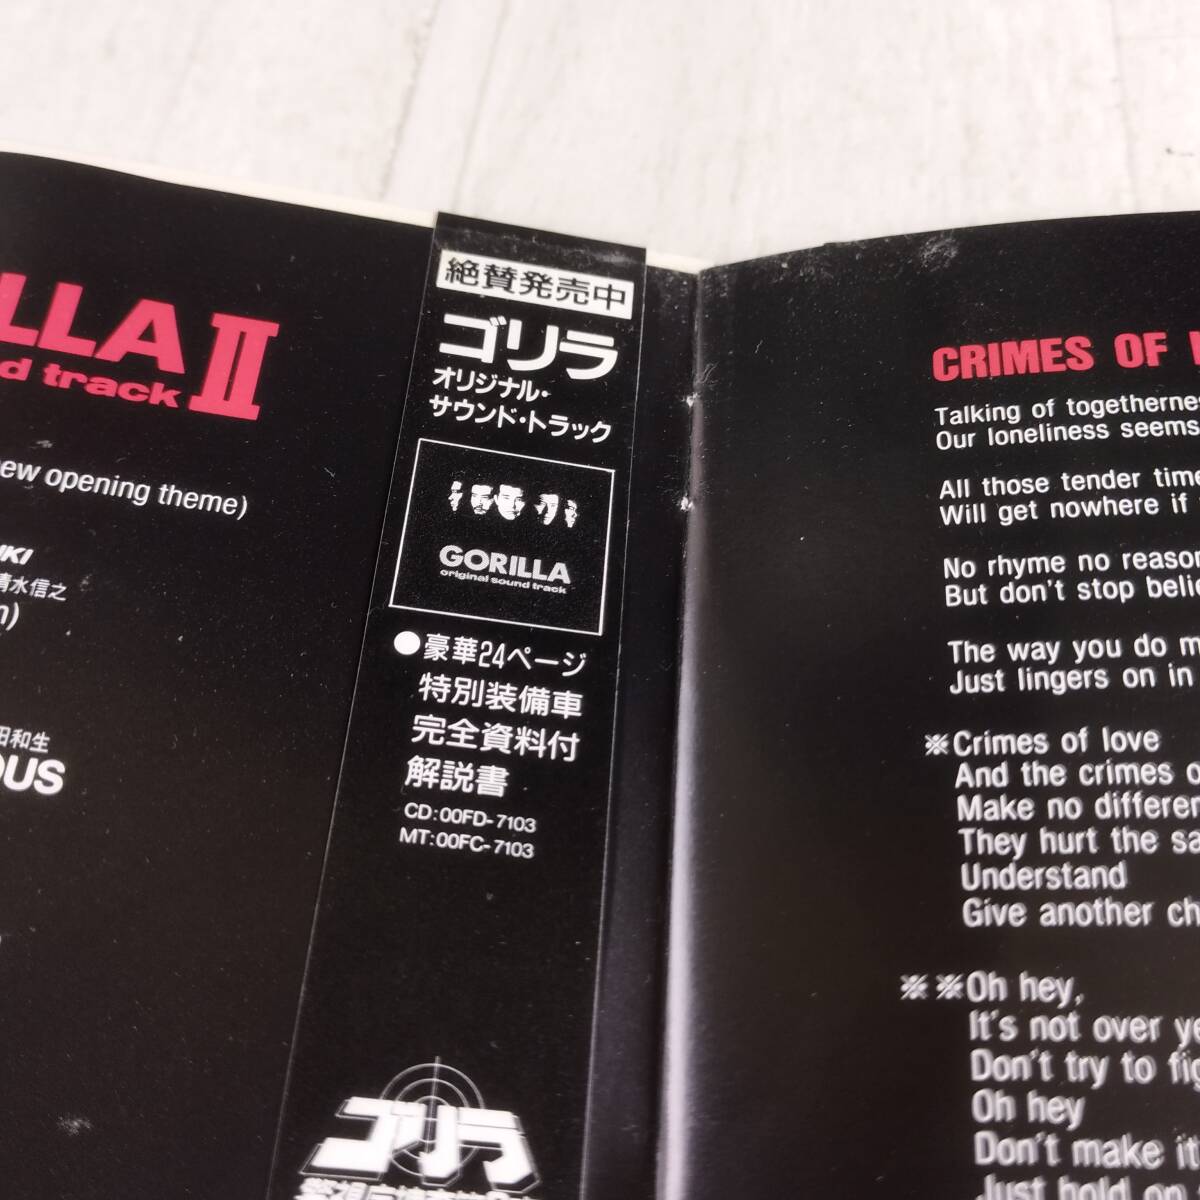 LLA II
d track
new opening theme)
UKI
清水信之
田和生
OUS
絶賛発売中
ゴリラ
オリジナル・
サウンド・トラック
GORILLA
original sound track
●豪華24ページ
特別装備車
完全資料付
解説書
CD:00FD-7103
MT:00FC-7103
ゴリラ
CRIMES OF
Talking of togethernes
Our loneliness seems
All those tender time
Will get nowhere if
No rhyme no reason
But don't stop belie
The way you do m
Just lingers on in
※Crimes of love
And the crimes o
Make no differen
They hurt the sa
Understand
Give another ch
※※Oh hey,
It's not over ye
Don't try to fig
Oh hey
Don't make it
Just hold on